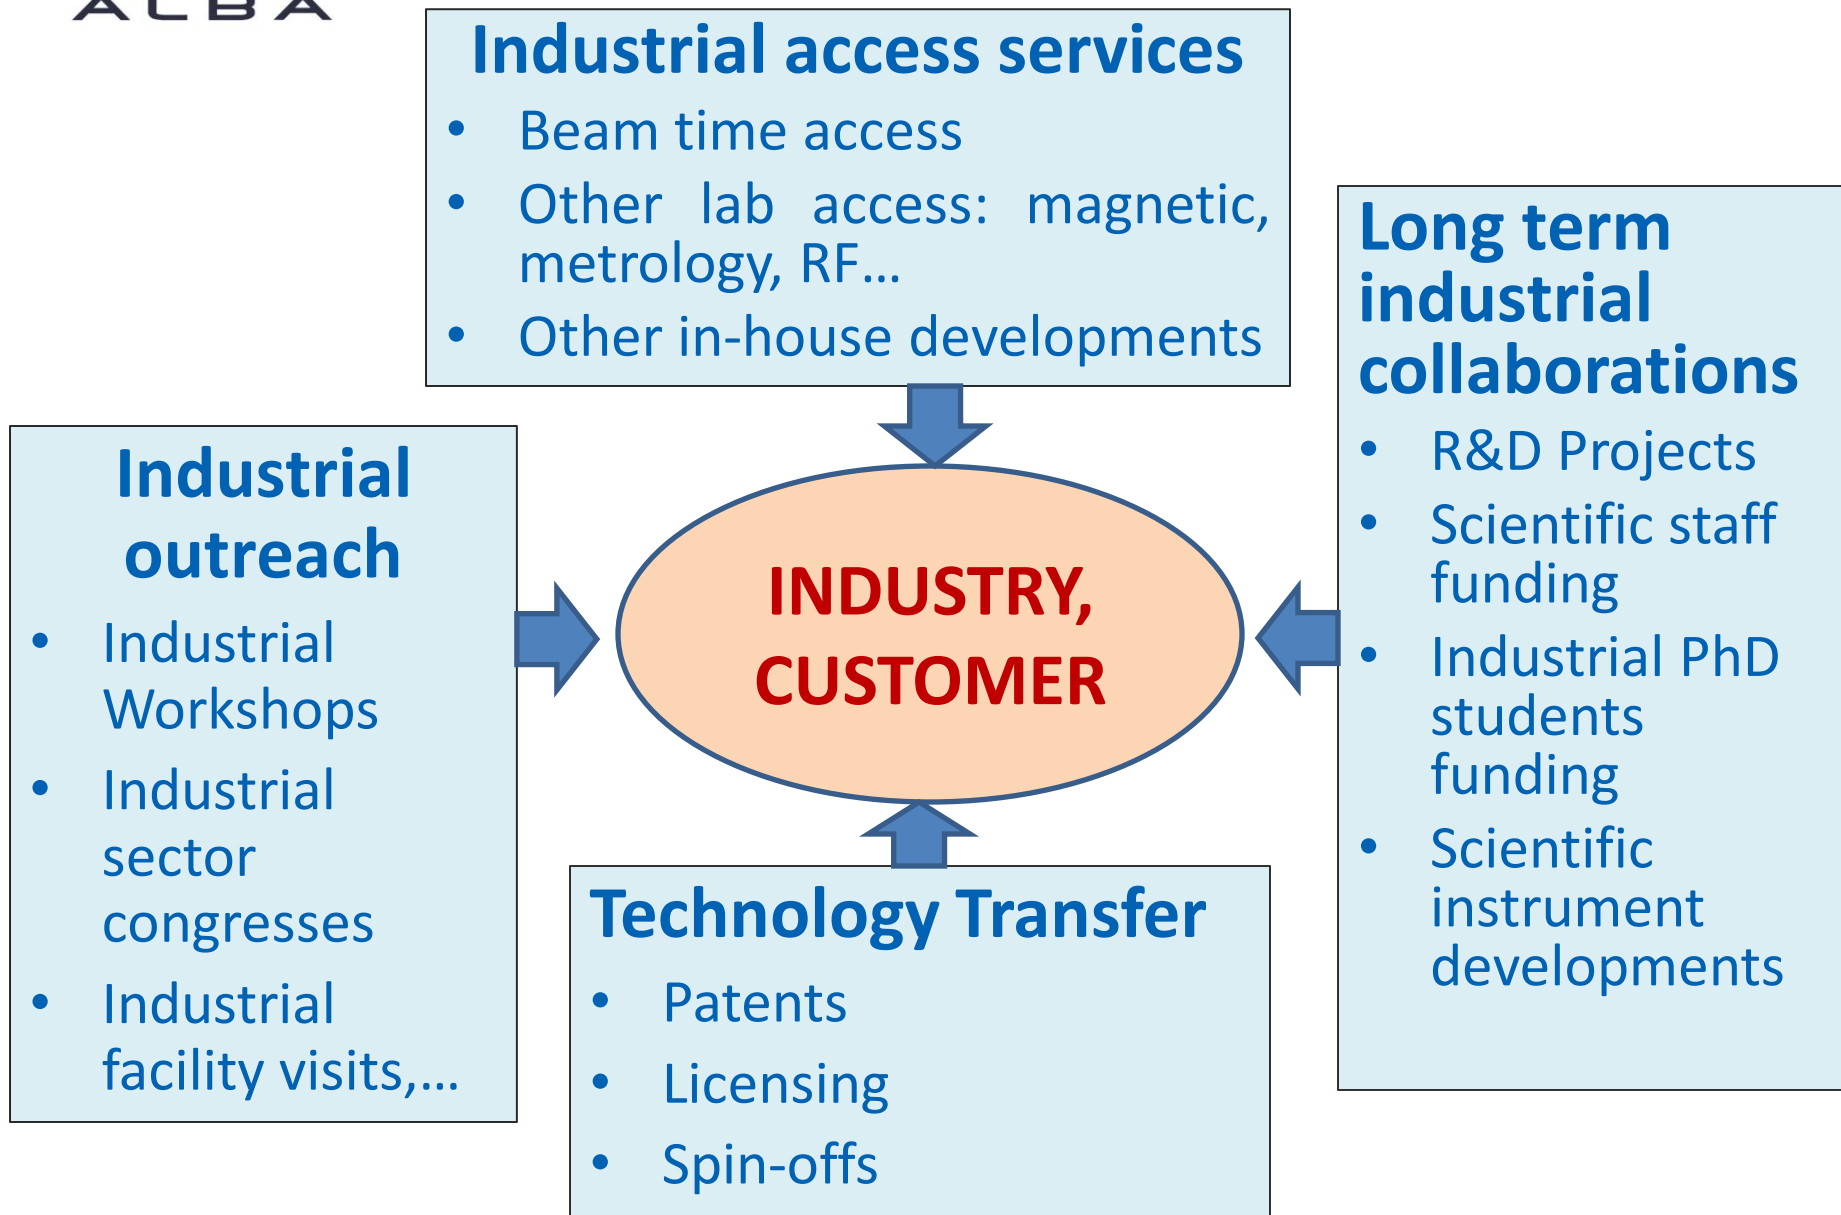 ALBA
Industrial access services
• Beam time access
• Other lab access: magnetic,
metrology, RF...
• Other in-house developments
Industrial
outreach
• Industrial
Workshops
• Industrial
sector
congresses
• Industrial
facility visits,...
INDUSTRY,
CUSTOMER
Long term
industrial
collaborations
• R&D Projects
• Scientific staff
funding
• Industrial PhD
students
funding
• Scientific
instrument
developments
Technology Transfer
• Patents
• Licensing
• Spin-offs